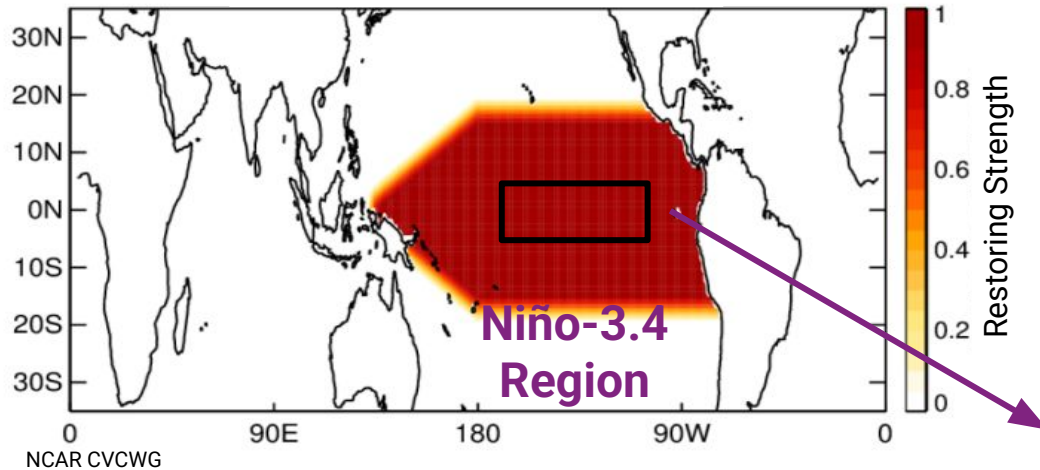 30N
20N
10N
0N
10S
20S
30S
0
90E
180
90W
0
1
0.8
0.6
0.4
0.2
0
Restoring Strength
Niño-3.4
Region
NCAR CVCWG